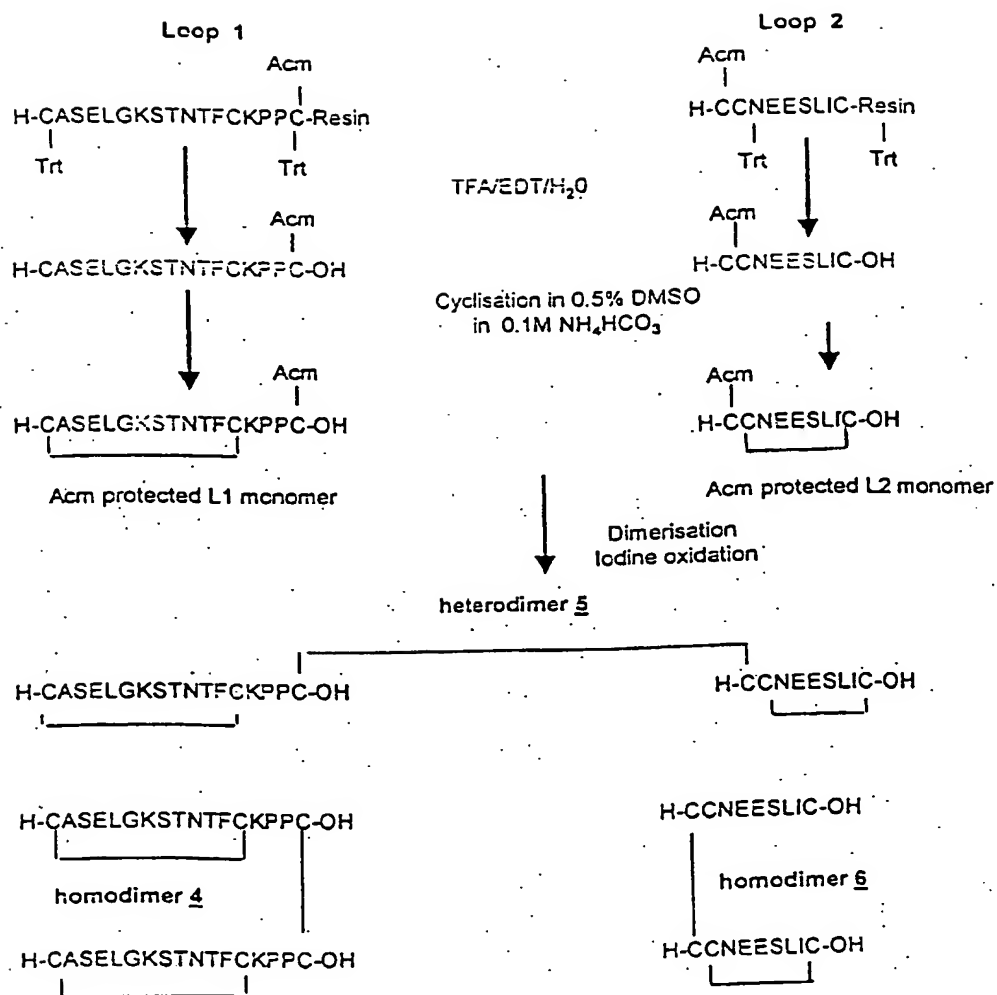 Loop 1
Loop 2
Acm
Acm
H-CASELGKSTNTFCKPPC-Resin
H-CCNEESLIC-Resin
Trt
Trt
Trt
Trt
TFA/EDT/H₂0
Acm
Acm
H-CASELGKSTNTFCKPPC-OH
H-CCNEESLIC-OH
Cyclisation in 0.5% DMSO
in 0.1M NH₄HCO₃
Acm
Acm
H-CASELGKSTNTFCKPPC-OH
H-CCNEESLIC-OH
Acm protected L1 monomer
Acm protected L2 monomer
Dimerisation
Iodine oxidation
heterodimer 5
H-CASELGKSTNTFCKPPC-OH
H-CCNEESLIC-OH
H-CASELGKSTNTFCKPPC-OH
H-CCNEESLIC-OH
homodimer 4
homodimer 6
H-CASELGKSTNTFCKPPC-OH
H-CCNEESLIC-OH